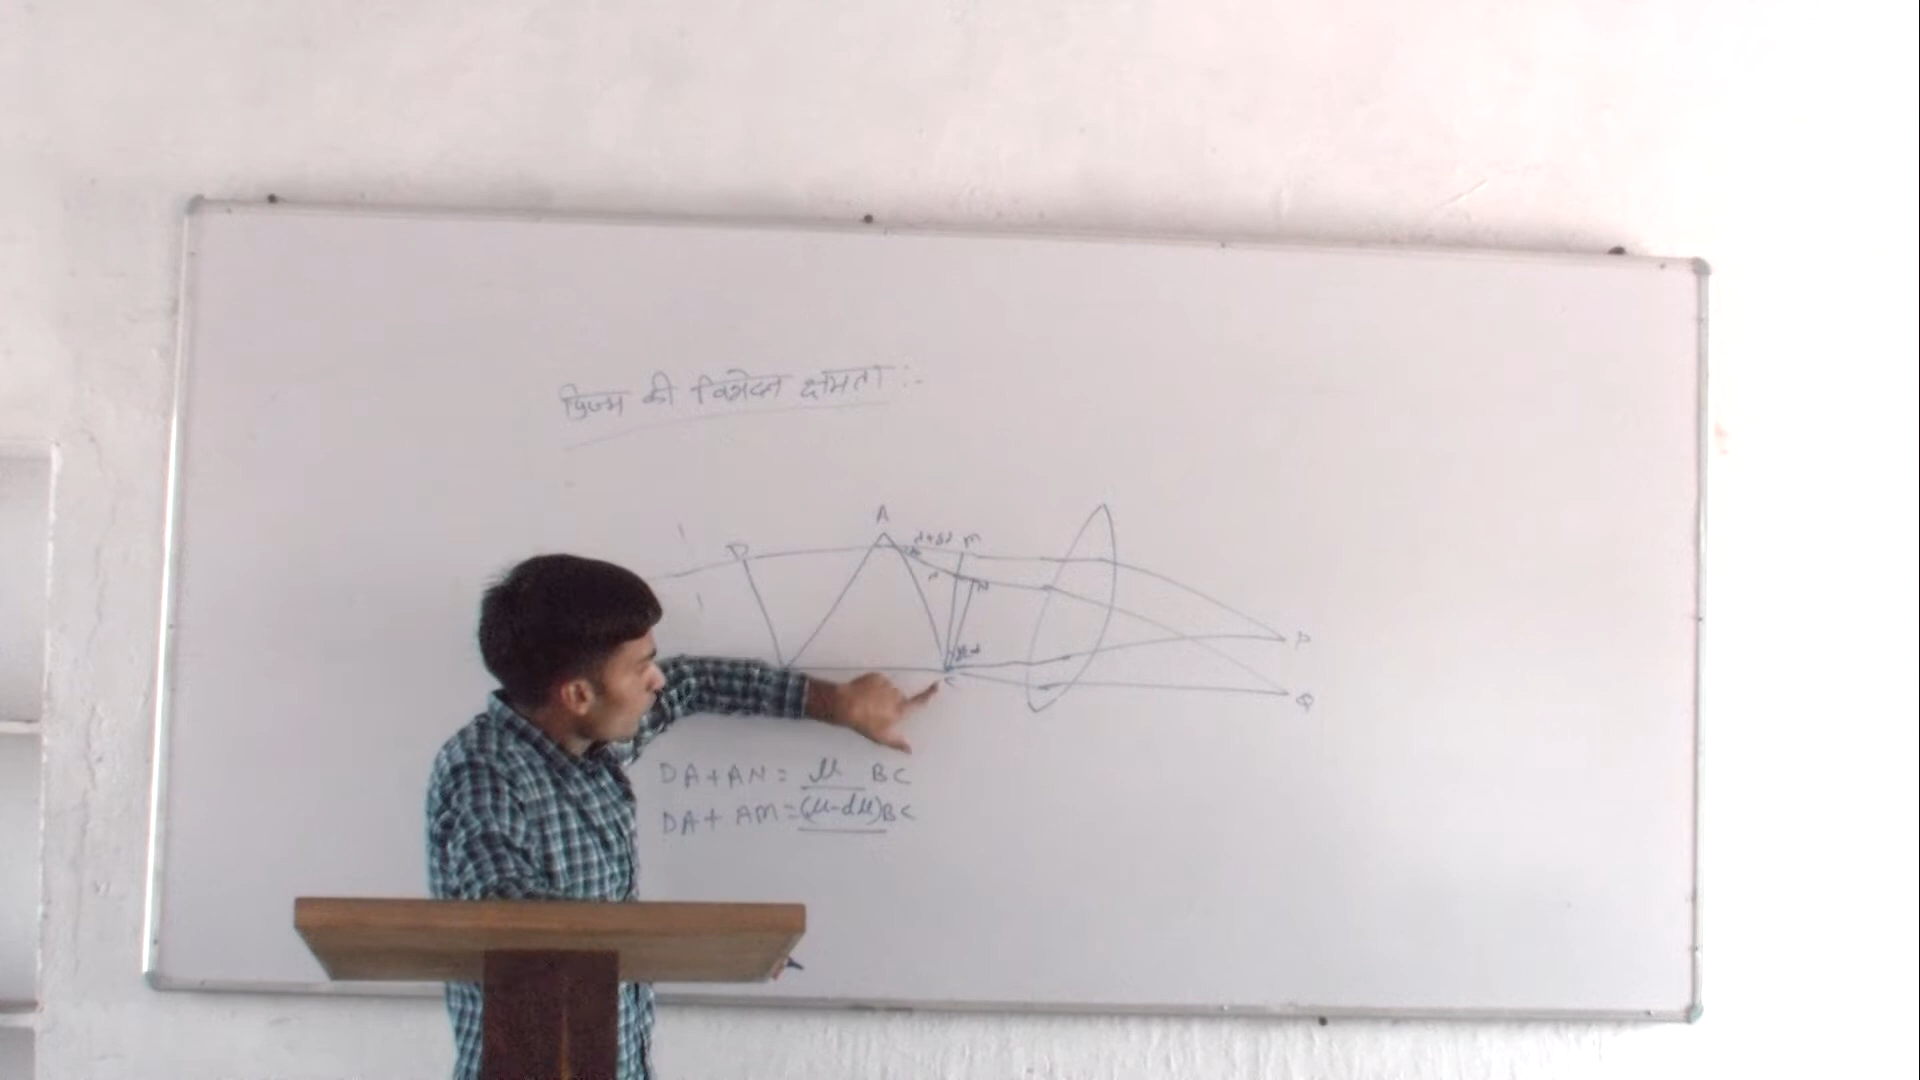 प्रिज्म की विभेदन क्षमता :-
A
D
M
N
C
P
Q
DA + AN = μ BC
DA + AM = (μ-dμ)BC